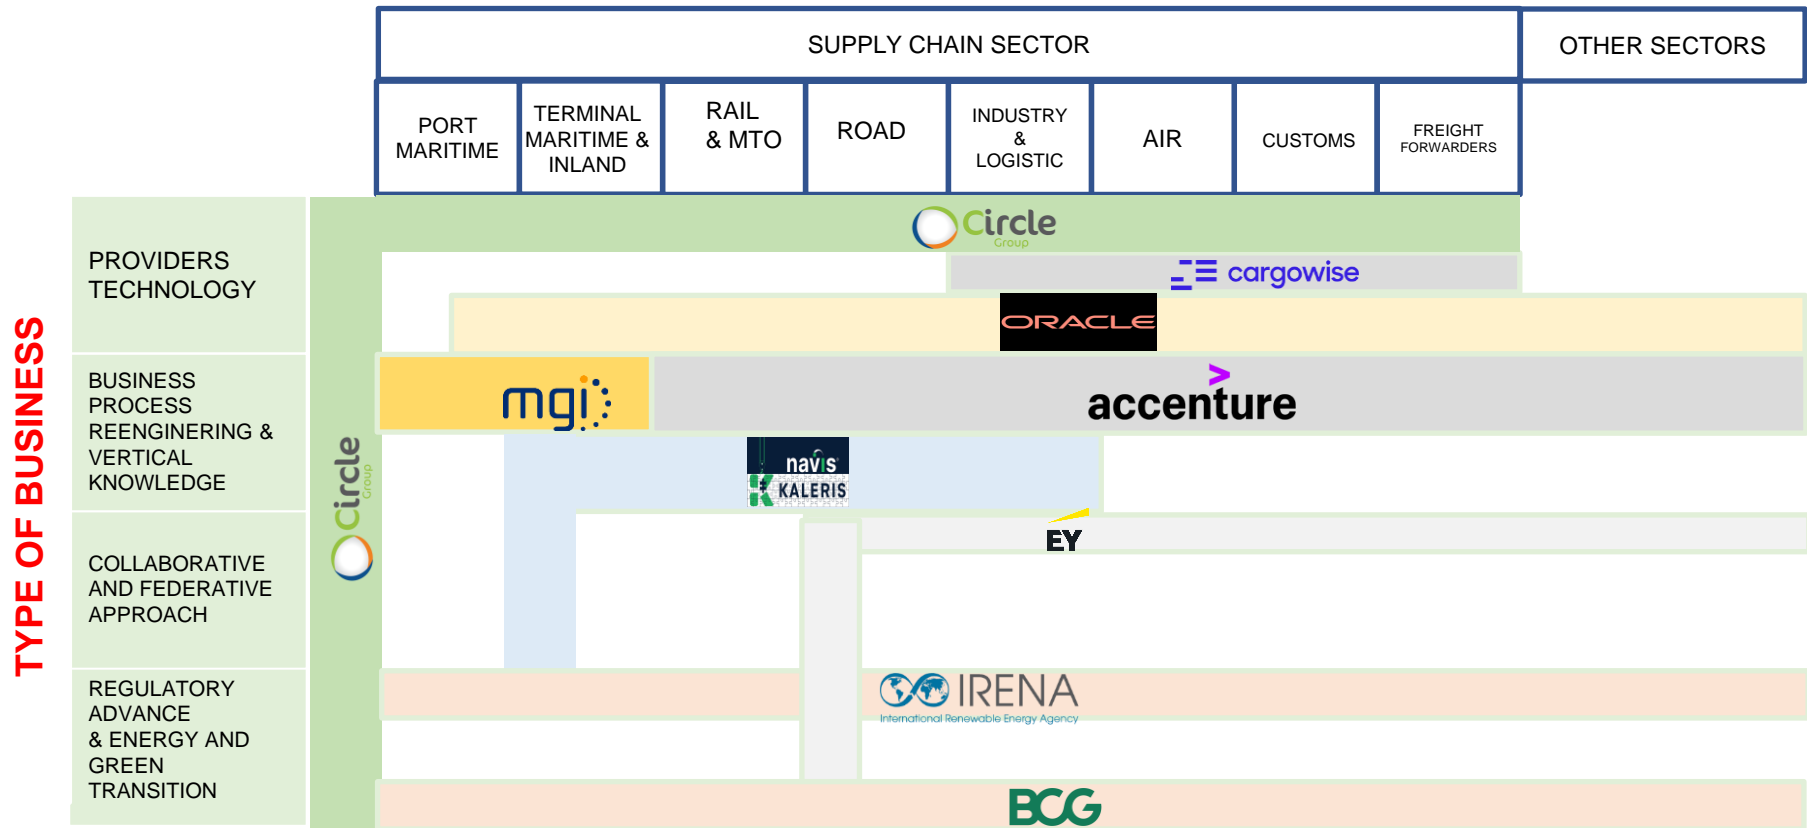 SUPPLY CHAIN SECTOR
OTHER SECTORS
PORT
MARITIME
TERMINAL
MARITIME &
INLAND
RAIL
& MTO
ROAD
INDUSTRY
&
LOGISTIC
AIR
CUSTOMS
FREIGHT
FORWARDERS
TYPE OF BUSINESS
PROVIDERS
TECHNOLOGY
Circle
Group
cargowise
ORACLE
BUSINESS
PROCESS
REENGINERING &
VERTICAL
KNOWLEDGE
Circle
Group
mgi
accenture
navis
KALERIS
COLLABORATIVE
AND FEDERATIVE
APPROACH
EY
REGULATORY
ADVANCE
& ENERGY AND
GREEN
TRANSITION
IRENA
International Renewable Energy Agency
BCG